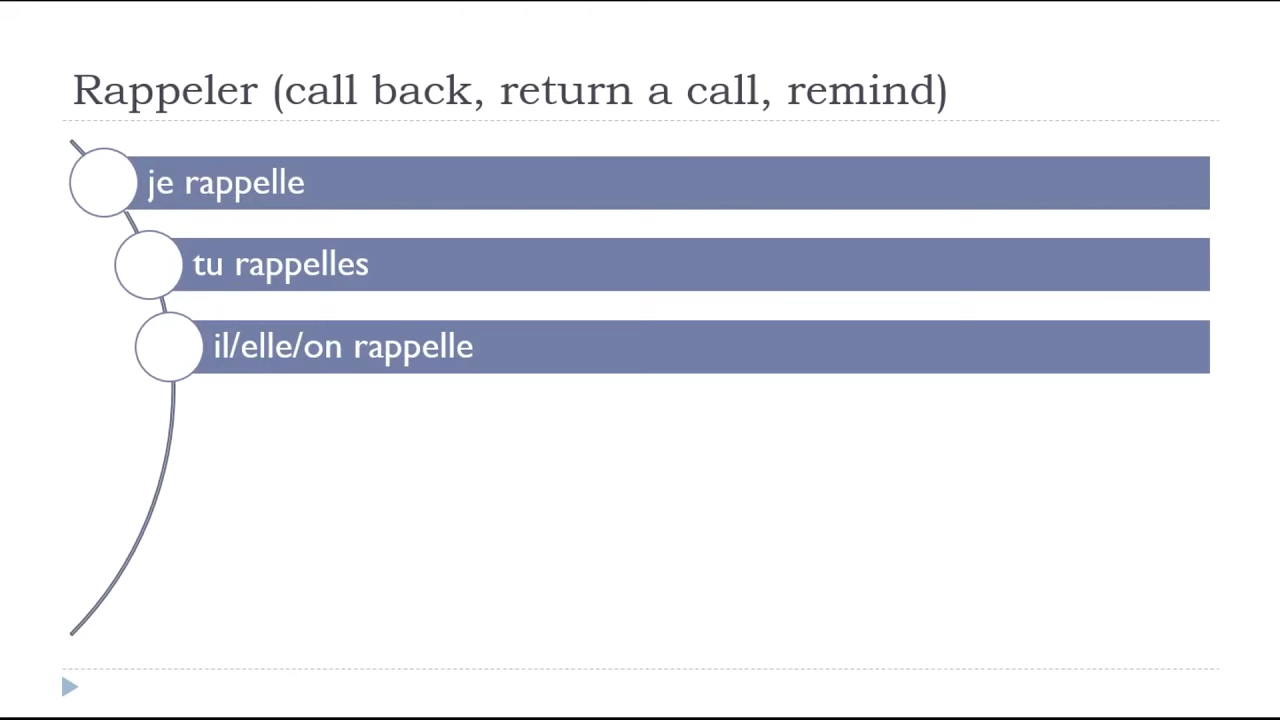 Rappeler (call back, return a call, remind)
je rappelle
tu rappelles
il/elle/on rappelle